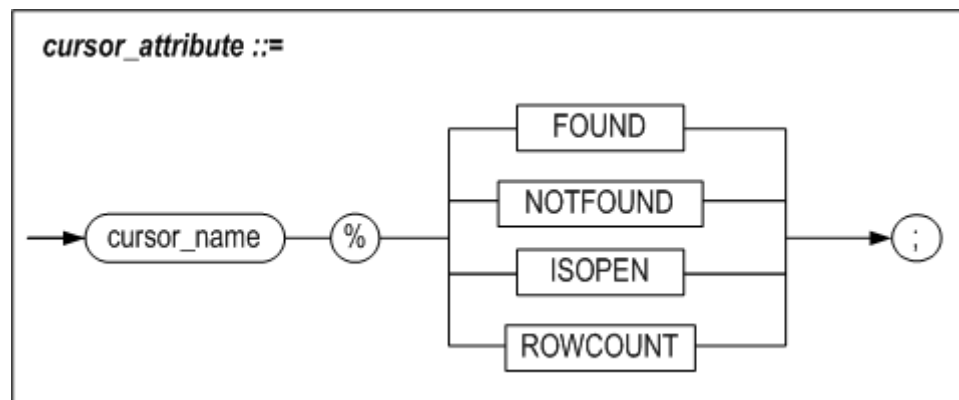 cursor_attribute ::=
FOUND
NOTFOUND
cursor_name % ;
ISOPEN
ROWCOUNT